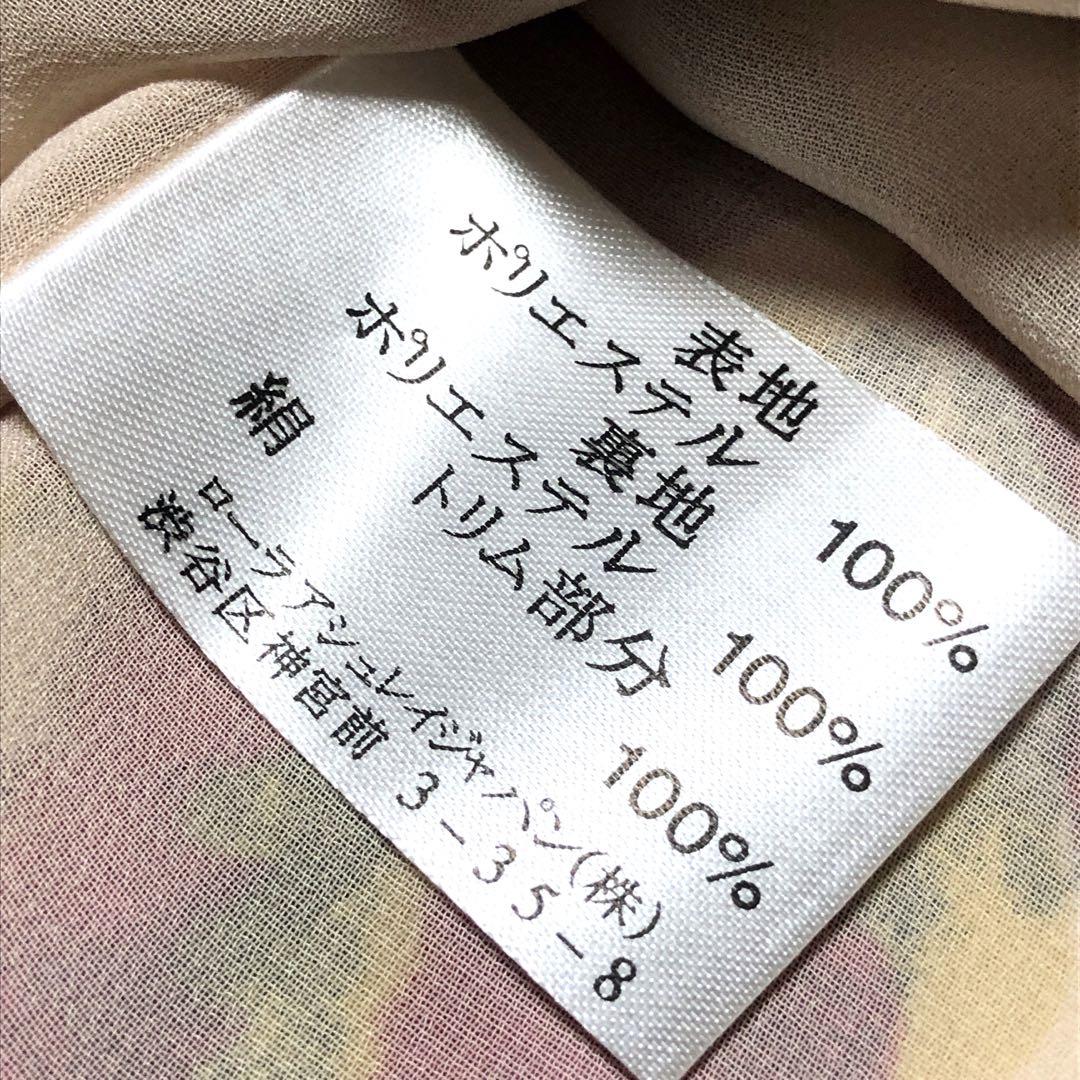 表地
ポリエステル 100%
裏地
ポリエステル 100%
トリム部分
絹 100%
ローラアシュレイジャパン(株)
渋谷区神宮前 3-35-8